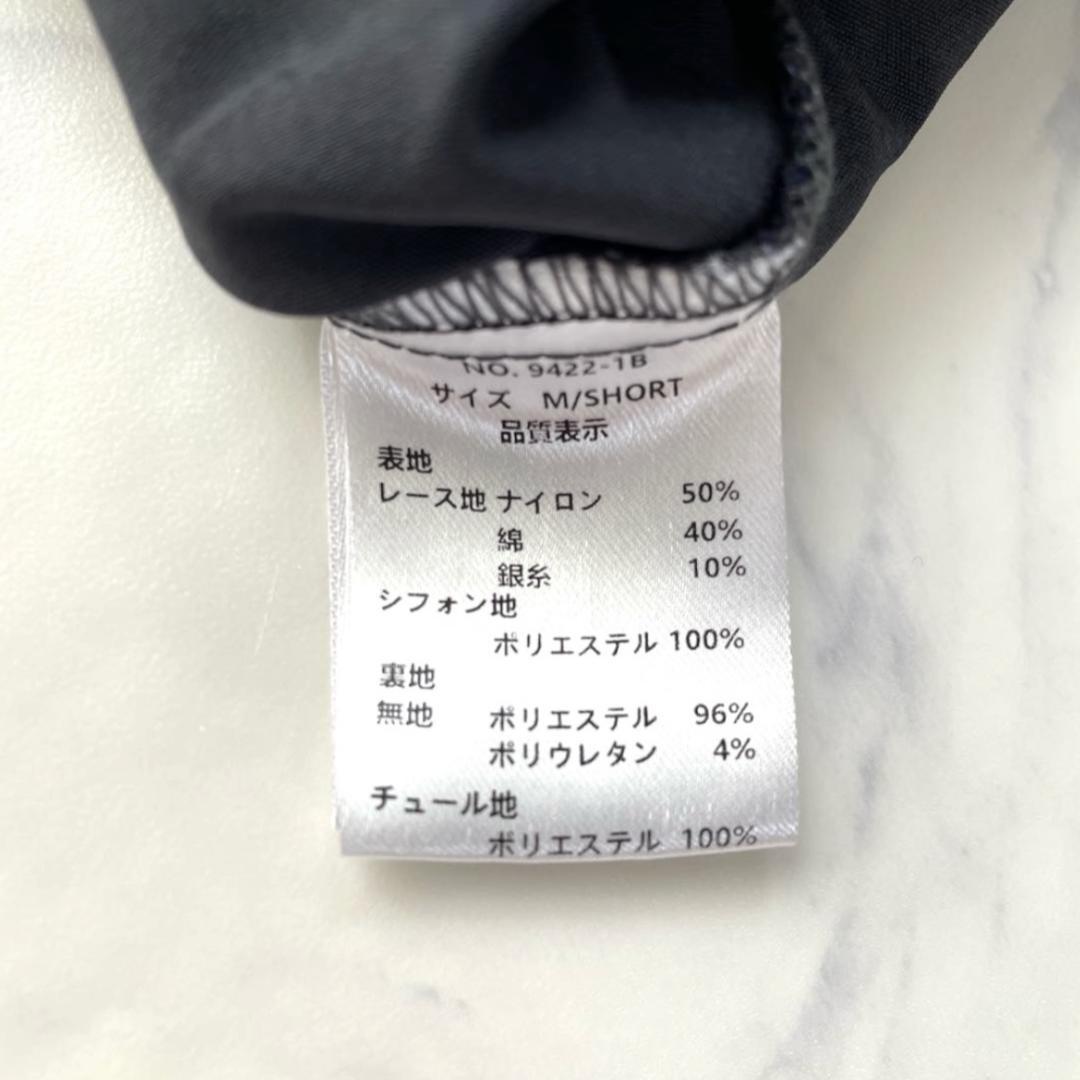 NO. 9422-1B
サイズ M/SHORT
品質表示
表地
レース地 ナイロン 50%
綿 40%
銀糸 10%
シフォン地
ポリエステル 100%
裏地
無地 ポリエステル 96%
ポリウレタン 4%
チュール地
ポリエステル 100%